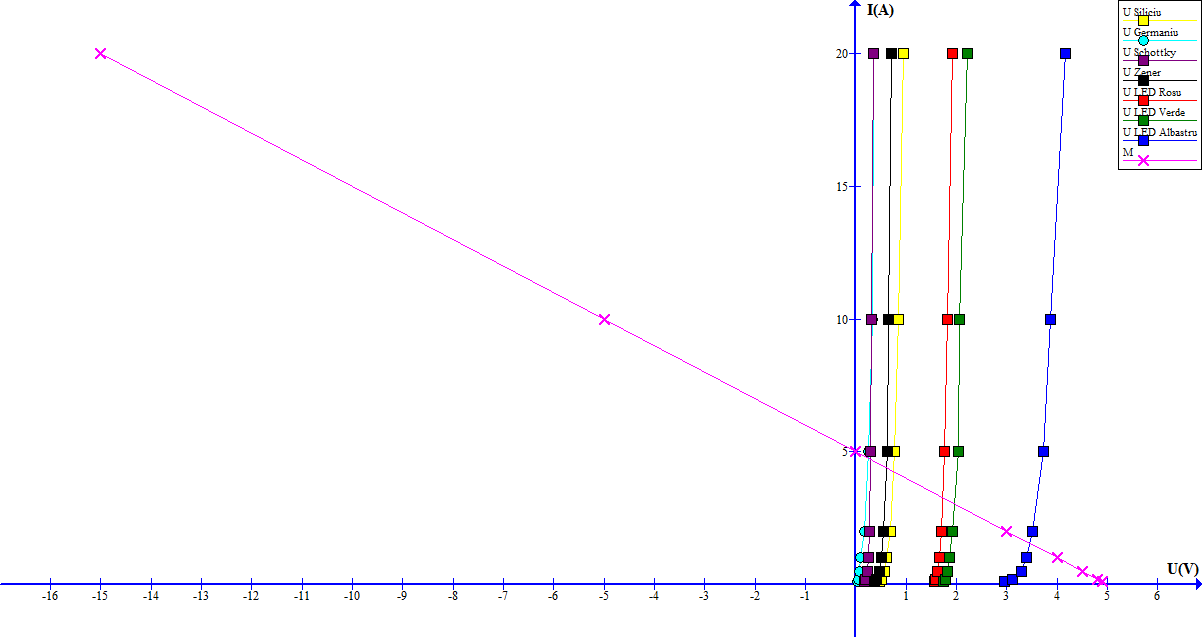 I(A)
U Siliciu
U Germaniu
U Schottky
U Zener
U LED Rosu
U LED Verde
U LED Albastru
M
20
15
10
5
U(V)
-16 -15 -14 -13 -12 -11 -10 -9 -8 -7 -6 -5 -4 -3 -2 -1 1 2 3 4 5 6